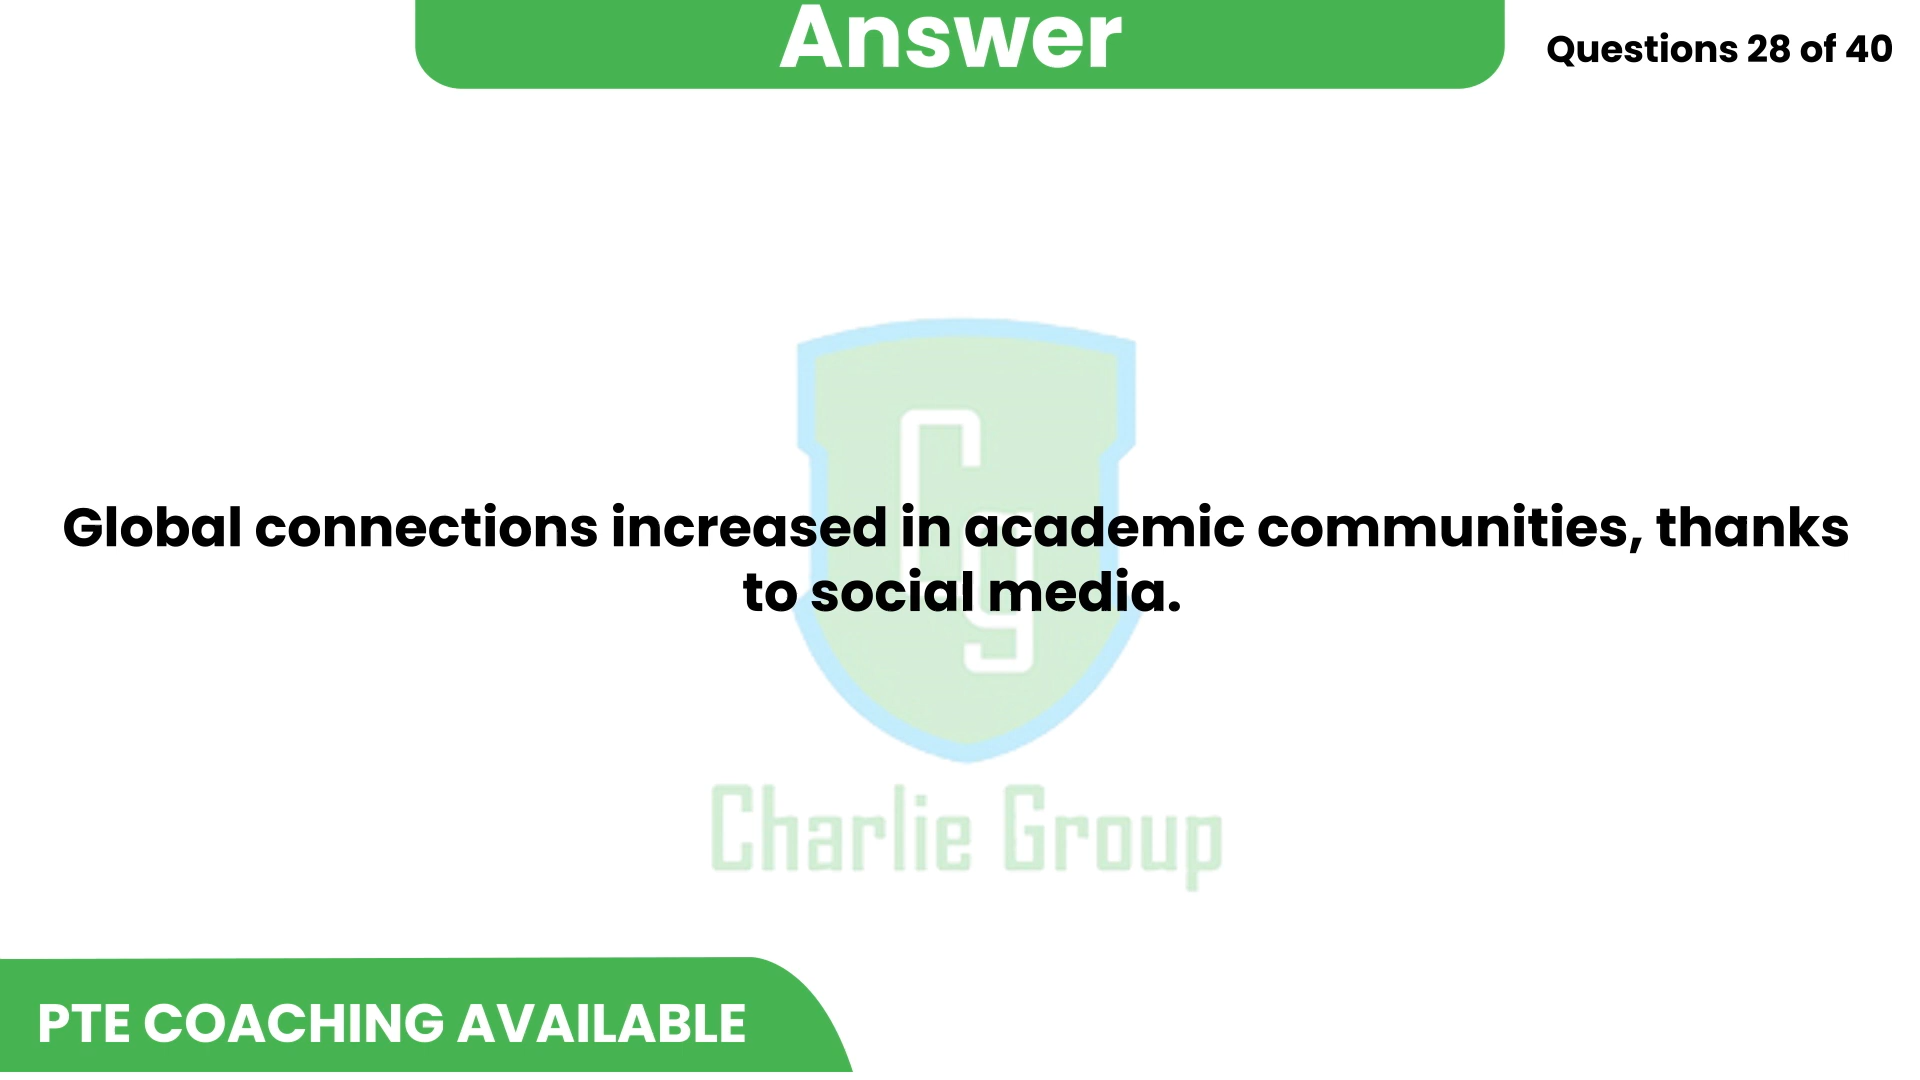 Answer
Questions 28 of 40
Global connections increased in academic communities, thanks
to social media.
Cg
Charlie Group
PTE COACHING AVAILABLE